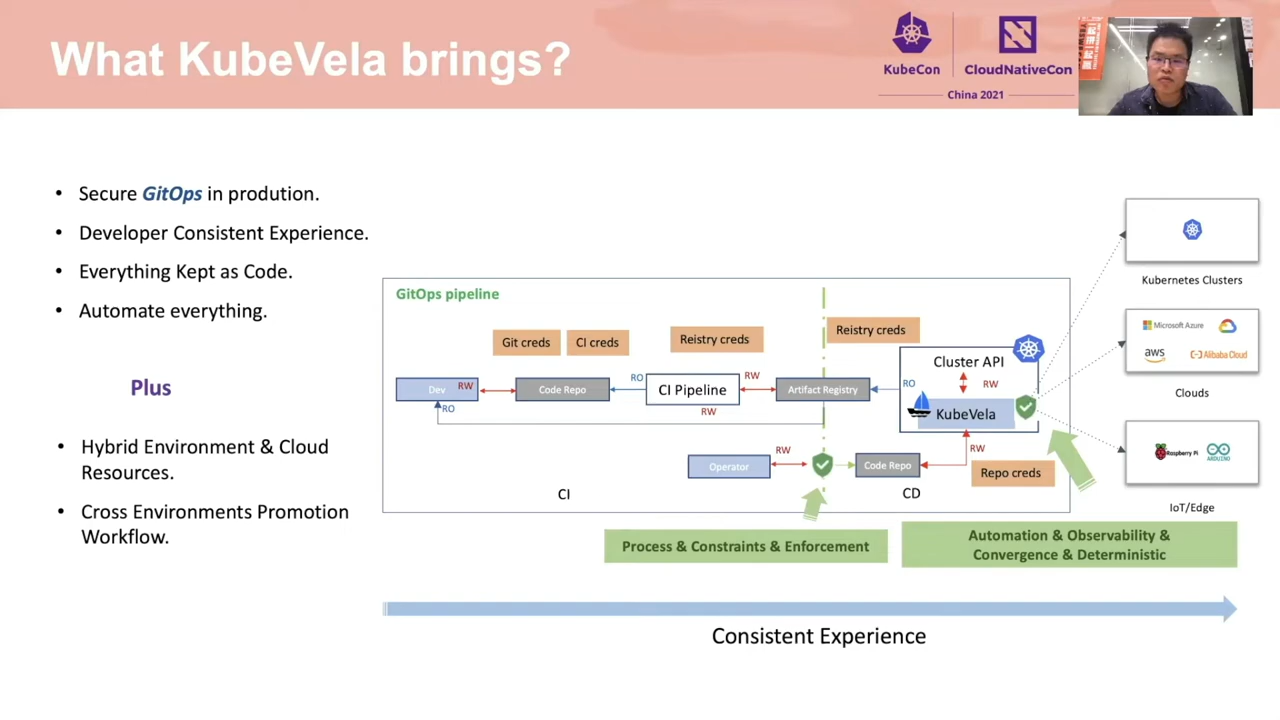 What KubeVela brings?
KubeCon
CloudNativeCon
China 2021
• Secure GitOps in prodution.
• Developer Consistent Experience.
• Everything Kept as Code.
• Automate everything.
Plus
• Hybrid Environment & Cloud
Resources.
• Cross Environments Promotion
Workflow.
GitOps pipeline
Git creds
CI creds
Reistry creds
Reistry creds
Dev
RW
Code Repo
RO
CI Pipeline
RW
Artifact Registry
RO
Cluster API
RW
KubeVela
RO
RW
Operator
RW
Code Repo
RW
Repo creds
CI
CD
Process & Constraints & Enforcement
Automation & Observability &
Convergence & Deterministic
Kubernetes Clusters
Microsoft Azure
aws
Alibaba Cloud
Clouds
Raspberry Pi
ARDUINO
IoT/Edge
Consistent Experience